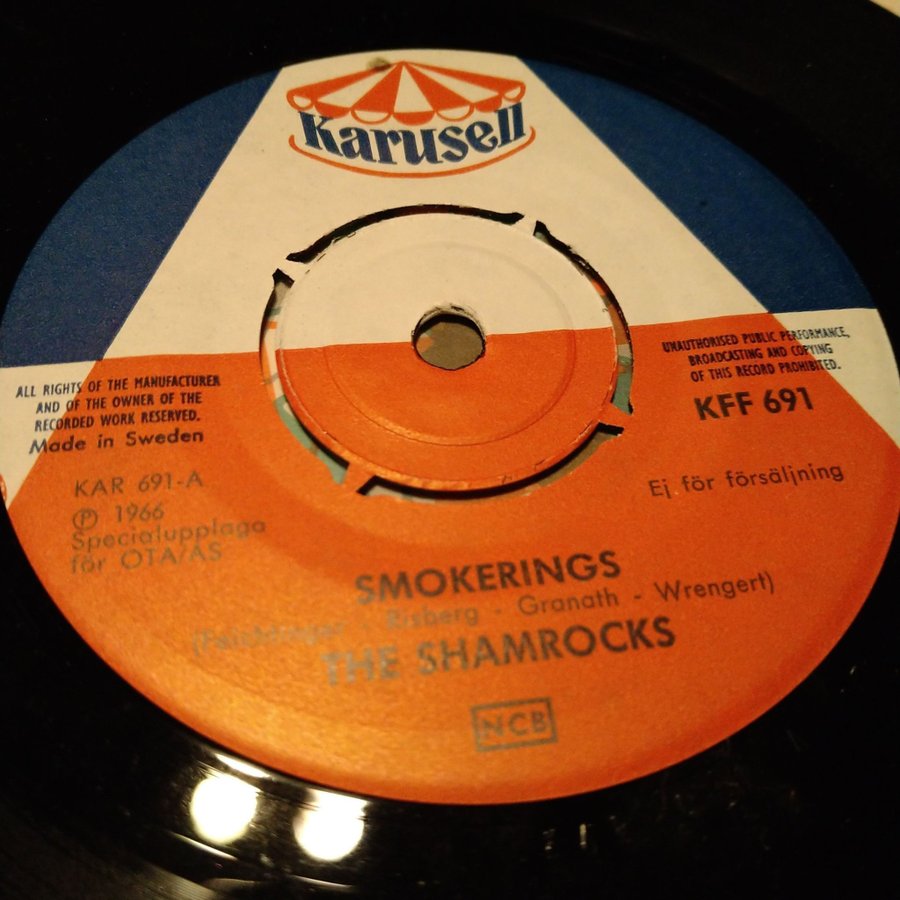 Karusell
UNAUTHORISED PUBLIC PERFORMANCE,
BROADCASTING AND COPYING
OF THIS RECORD PROHIBITED.
KFF 691
ALL RIGHTS OF THE MANUFACTURER
AND OF THE OWNER OF THE
RECORDED WORK RESERVED.
Made in Sweden
KAR 691-A
Ⓟ 1966
Specialupplaga
för OTA/AS
Ej för försäljning
SMOKERINGS
- Risberg - Granath - Wrengert)
THE SHAMROCKS
NCB